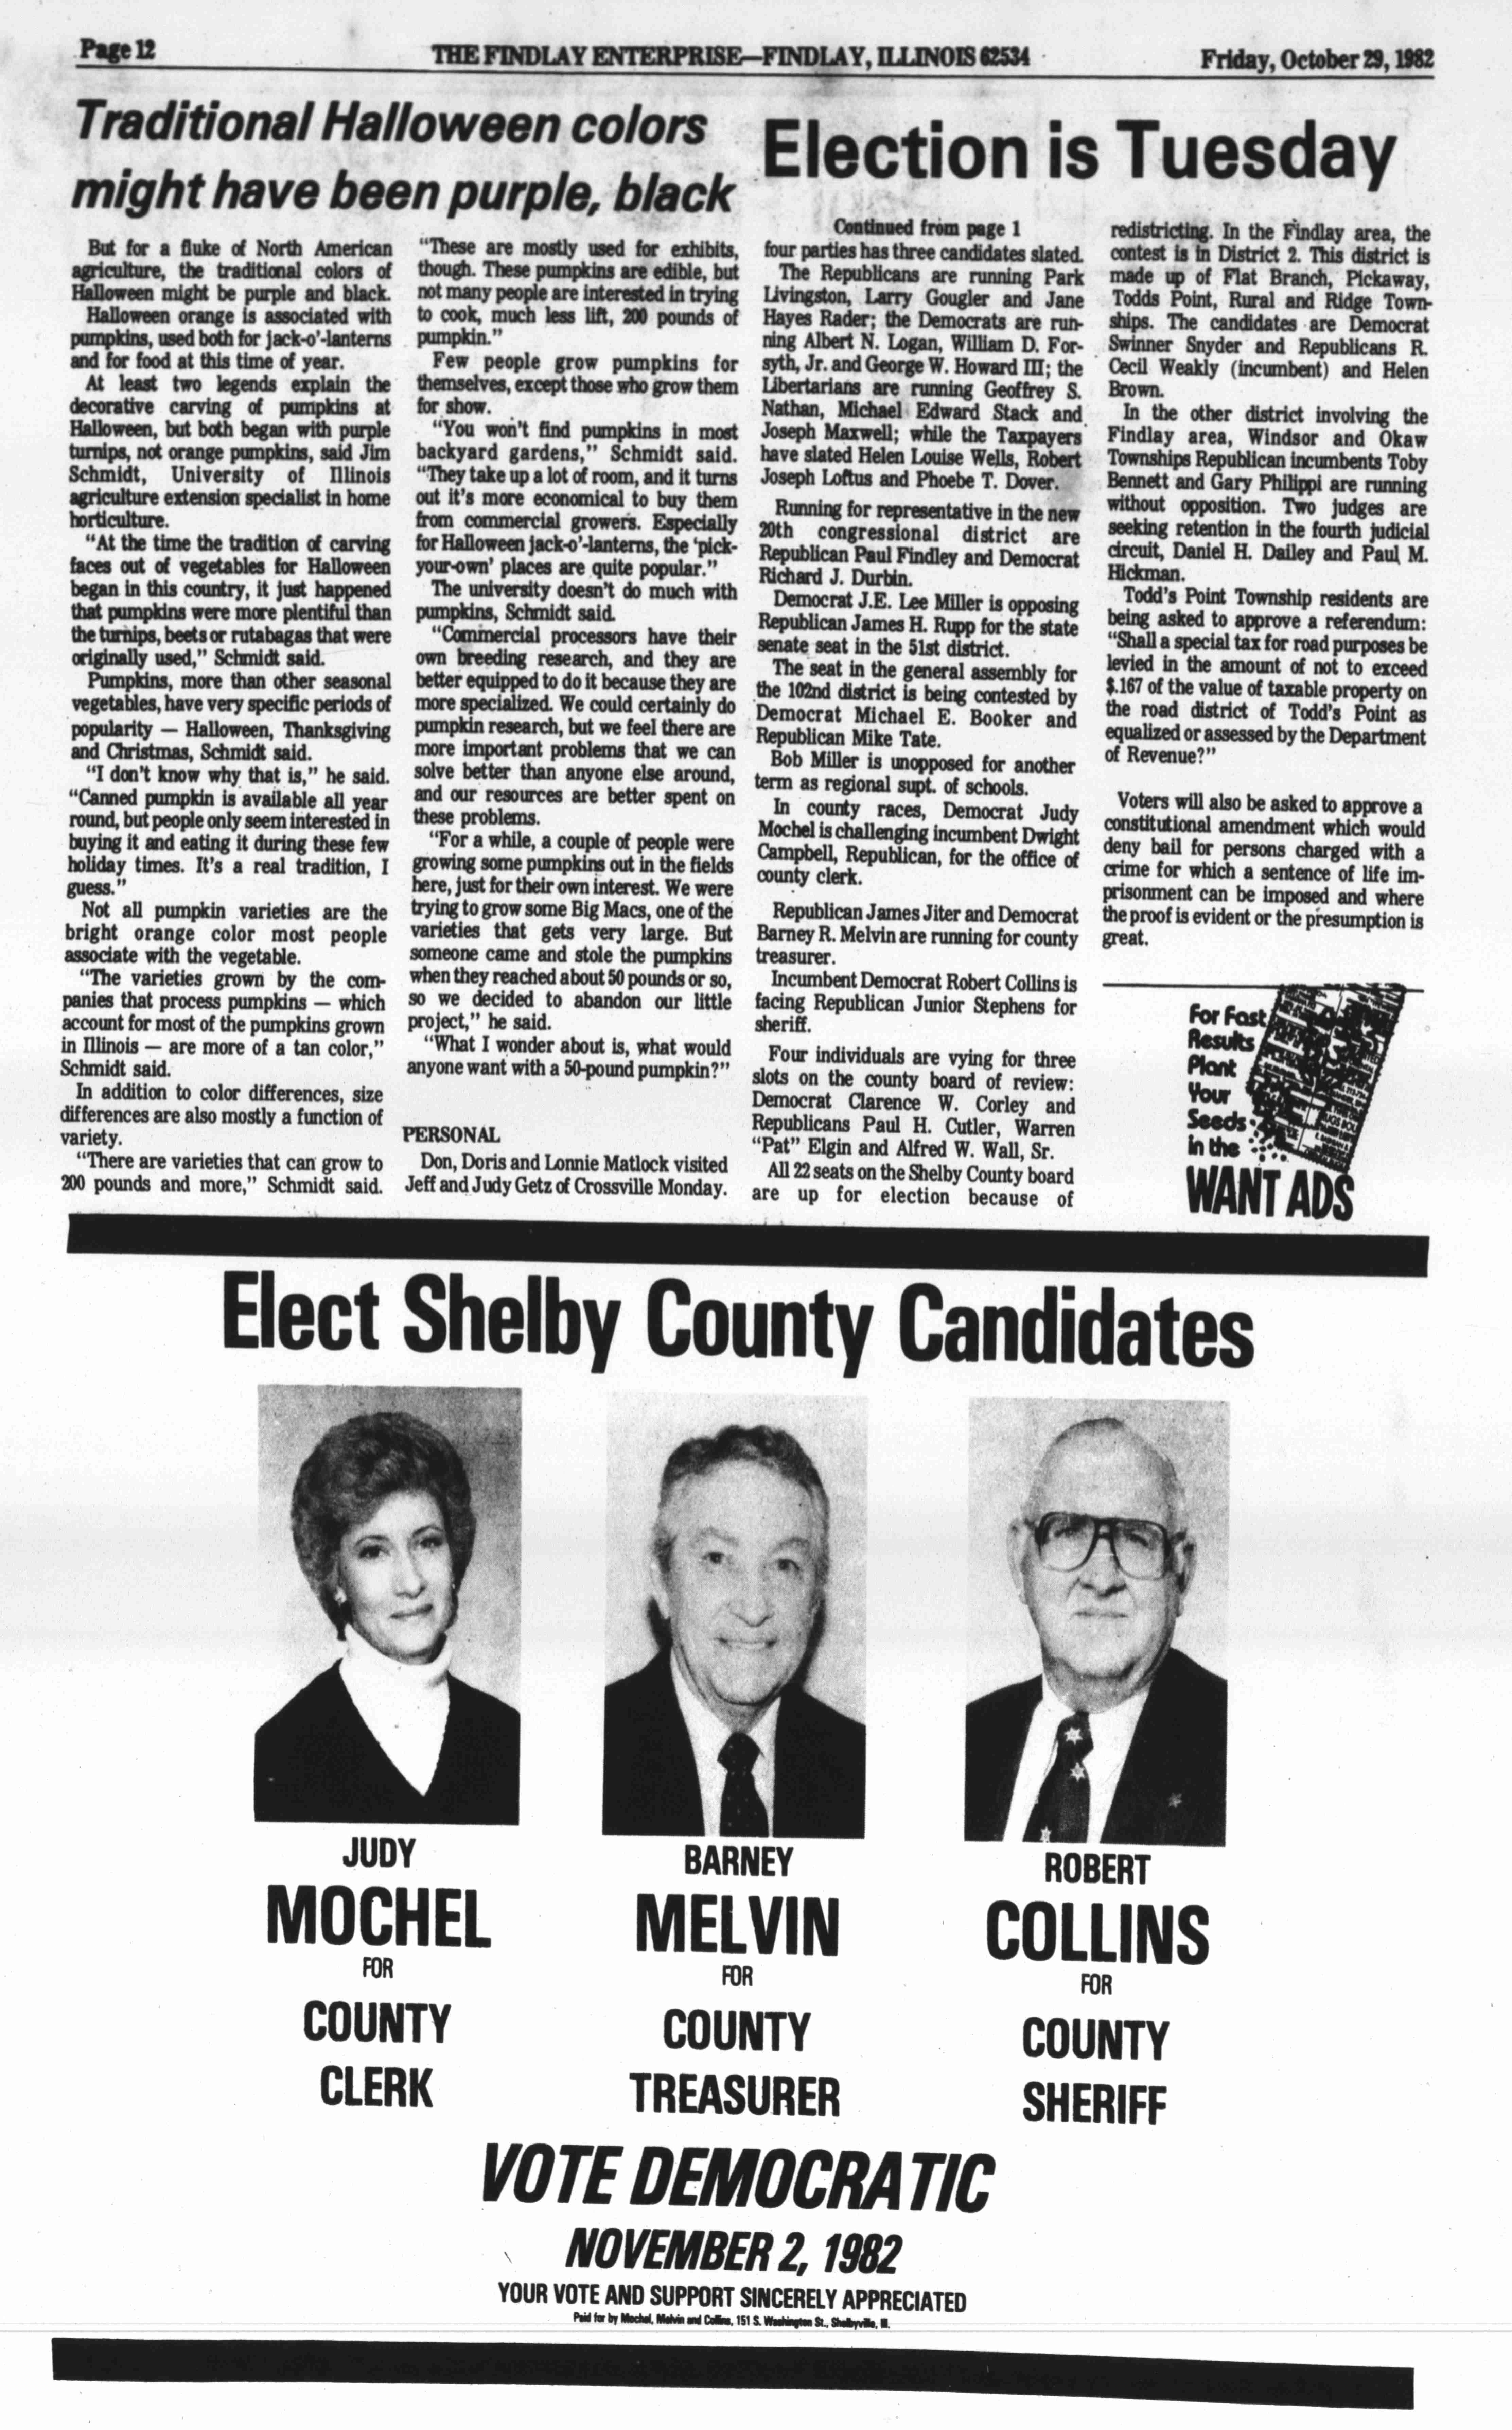 Page 12
THE FINDLAY ENTERPRISE—FINDLAY, ILLINOIS 62534
Friday, October 29, 1982
Traditional Halloween colors
might have been purple, black
But for a fluke of North American
agriculture, the traditional colors of
Halloween might be purple and black.
Halloween orange is associated with
pumpkins, used both for jack-o'-lanterns
and for food at this time of year.
At least two legends explain the
decorative carving of pumpkins at
Halloween, but both began with purple
turnips, not orange pumpkins, said Jim
Schmidt, University of Illinois
agriculture extension specialist in home
horticulture.
"At the time the tradition of carving
faces out of vegetables for Halloween
began in this country, it just happened
that pumpkins were more plentiful than
the turnips, beets or rutabagas that were
originally used," Schmidt said.
Pumpkins, more than other seasonal
vegetables, have very specific periods of
popularity — Halloween, Thanksgiving
and Christmas, Schmidt said.
"I don't know why that is," he said.
"Canned pumpkin is available all year
round, but people only seem interested in
buying it and eating it during these few
holiday times. It's a real tradition, I
guess."
Not all pumpkin varieties are the
bright orange color most people
associate with the vegetable.
"The varieties grown by the com-
panies that process pumpkins — which
account for most of the pumpkins grown
in Illinois — are more of a tan color,"
Schmidt said.
In addition to color differences, size
differences are also mostly a function of
variety.
"There are varieties that can grow to
200 pounds and more," Schmidt said.
"These are mostly used for exhibits,
though. These pumpkins are edible, but
not many people are interested in trying
to cook, much less lift, 200 pounds of
pumpkin."
Few people grow pumpkins for
themselves, except those who grow them
for show.
"You won't find pumpkins in most
backyard gardens," Schmidt said.
"They take up a lot of room, and it turns
out it's more economical to buy them
from commercial growers. Especially
for Halloween jack-o'-lanterns, the 'pick-
your-own' places are quite popular."
The university doesn't do much with
pumpkins, Schmidt said.
"Commercial processors have their
own breeding research, and they are
better equipped to do it because they are
more specialized. We could certainly do
pumpkin research, but we feel there are
more important problems that we can
solve better than anyone else around,
and our resources are better spent on
these problems.
"For a while, a couple of people were
growing some pumpkins out in the fields
here, just for their own interest. We were
trying to grow some Big Macs, one of the
varieties that gets very large. But
someone came and stole the pumpkins
when they reached about 50 pounds or so,
so we decided to abandon our little
project," he said.
"What I wonder about is, what would
anyone want with a 50-pound pumpkin?"
PERSONAL
Don, Doris and Lonnie Matlock visited
Jeff and Judy Getz of Crossville Monday.
Election is Tuesday
Continued from page 1
four parties has three candidates slated.
The Republicans are running Park
Livingston, Larry Gougler and Jane
Hayes Rader; the Democrats are run-
ning Albert N. Logan, William D. For-
syth, Jr. and George W. Howard III; the
Libertarians are running Geoffrey S.
Nathan, Michael Edward Stack and
Joseph Maxwell; while the Taxpayers
have slated Helen Louise Wells, Robert
Joseph Loftus and Phoebe T. Dover.
Running for representative in the new
20th congressional district are
Republican Paul Findley and Democrat
Richard J. Durbin.
Democrat J.E. Lee Miller is opposing
Republican James H. Rupp for the state
senate seat in the 51st district.
The seat in the general assembly for
the 102nd district is being contested by
Democrat Michael E. Booker and
Republican Mike Tate.
Bob Miller is unopposed for another
term as regional supt. of schools.
In county races, Democrat Judy
Mochel is challenging incumbent Dwight
Campbell, Republican, for the office of
county clerk.
Republican James Jiter and Democrat
Barney R. Melvin are running for county
treasurer.
Incumbent Democrat Robert Collins is
facing Republican Junior Stephens for
sheriff.
Four individuals are vying for three
slots on the county board of review:
Democrat Clarence W. Corley and
Republicans Paul H. Cutler, Warren
"Pat" Elgin and Alfred W. Wall, Sr.
All 22 seats on the Shelby County board
are up for election because of
redistricting. In the Findlay area, the
contest is in District 2. This district is
made up of Flat Branch, Pickaway,
Todds Point, Rural and Ridge Town-
ships. The candidates are Democrat
Swinner Snyder and Republicans R.
Cecil Weakly (incumbent) and Helen
Brown.
In the other district involving the
Findlay area, Windsor and Okaw
Townships Republican incumbents Toby
Bennett and Gary Philippi are running
without opposition. Two judges are
seeking retention in the fourth judicial
circuit, Daniel H. Dailey and Paul M.
Hickman.
Todd's Point Township residents are
being asked to approve a referendum:
"Shall a special tax for road purposes be
levied in the amount of not to exceed
$.167 of the value of taxable property on
the road district of Todd's Point as
equalized or assessed by the Department
of Revenue?"
Voters will also be asked to approve a
constitutional amendment which would
deny bail for persons charged with a
crime for which a sentence of life im-
prisonment can be imposed and where
the proof is evident or the presumption is
great.
For Fast
Results
Plant
Your
Seeds
in the
WANT ADS
Elect Shelby County Candidates
JUDY
MOCHEL
FOR
COUNTY
CLERK
BARNEY
MELVIN
FOR
COUNTY
TREASURER
ROBERT
COLLINS
FOR
COUNTY
SHERIFF
VOTE DEMOCRATIC
NOVEMBER 2, 1982
YOUR VOTE AND SUPPORT SINCERELY APPRECIATED
Paid for by Mochel, Melvin and Collins, 151 S. Washington St., Shelbyville, Ill.